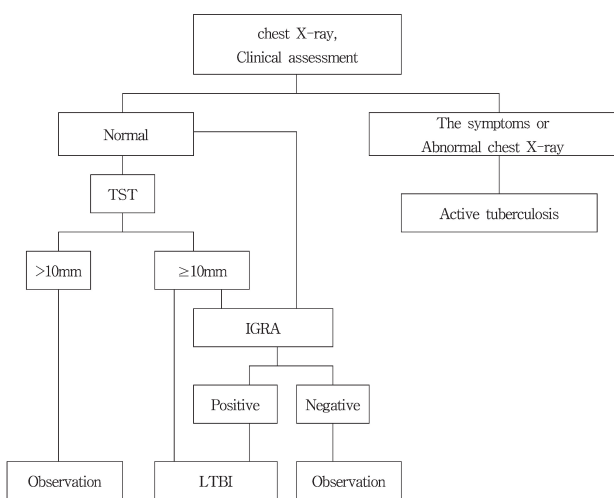 chest X-ray,
Clinical assessment
Normal
The symptoms or
Abnormal chest X-ray
TST
Active tuberculosis
>10mm
≥10mm
IGRA
Positive
Negative
Observation
LTBI
Observation